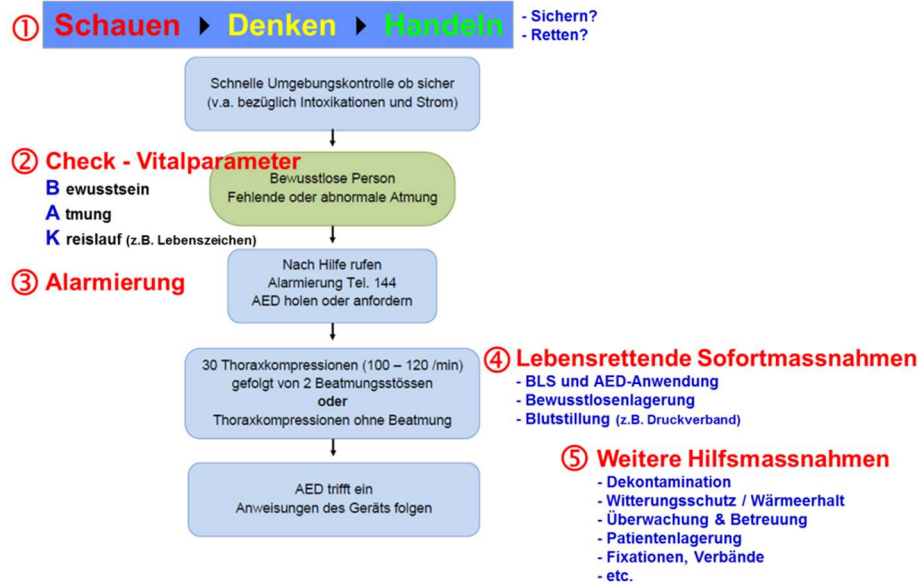 ① Schauen ▶ Denken ▶ Handeln
- Sichern?
- Retten?
Schnelle Umgebungskontrolle ob sicher
(v.a. bezüglich Intoxikationen und Strom)
② Check - Vitalparameter
B ewusstsein
A tmung
K reislauf (z.B. Lebenszeichen)
Bewusstlose Person
Fehlende oder abnormale Atmung
③ Alarmierung
Nach Hilfe rufen
Alarmierung Tel. 144
AED holen oder anfordern
30 Thoraxkompressionen (100 – 120 /min)
gefolgt von 2 Beatmungsstössen
oder
Thoraxkompressionen ohne Beatmung
④ Lebensrettende Sofortmassnahmen
- BLS und AED-Anwendung
- Bewusstlosenlagerung
- Blutstillung (z.B. Druckverband)
AED trifft ein
Anweisungen des Geräts folgen
⑤ Weitere Hilfsmassnahmen
- Dekontamination
- Witterungsschutz / Wärmeerhalt
- Überwachung & Betreuung
- Patientenlagerung
- Fixationen, Verbände
- etc.